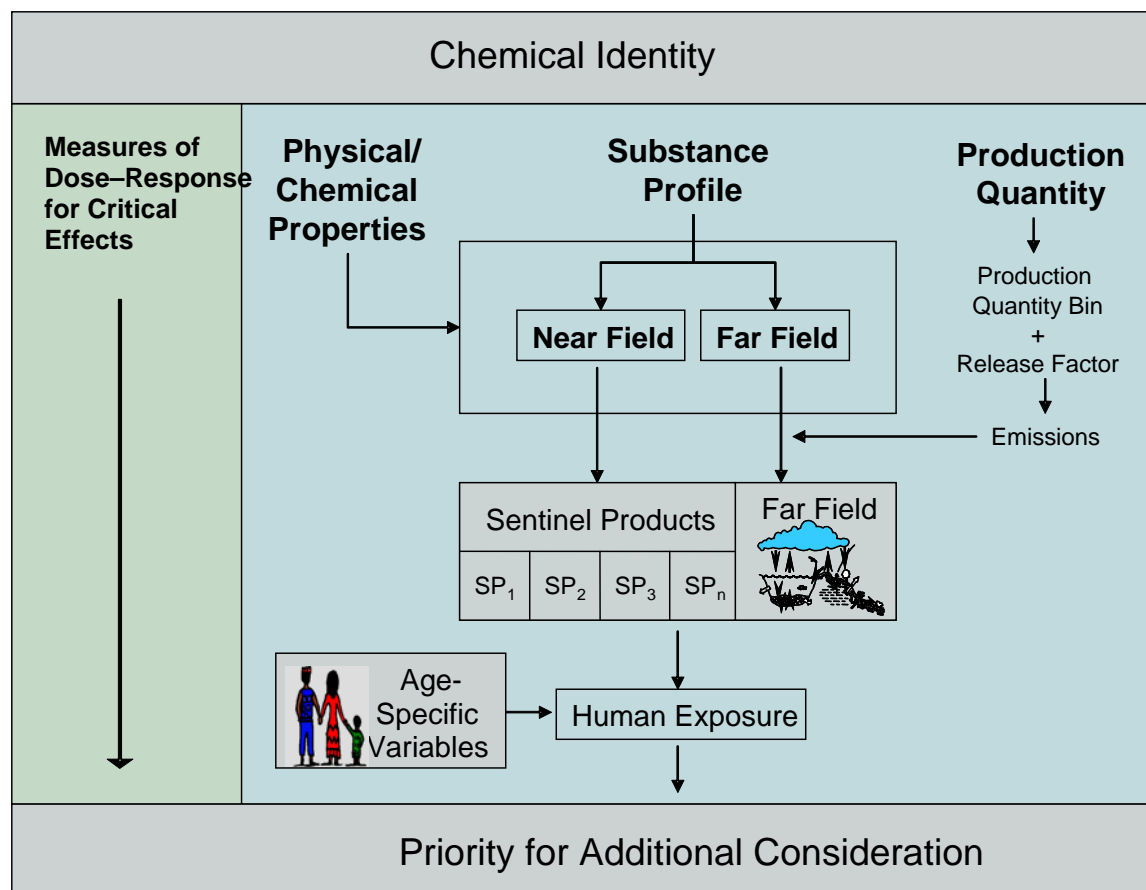 Chemical Identity
Measures of
Dose–Response
for Critical
Effects
Physical/
Chemical
Properties
Substance
Profile
Production
Quantity
Production
Quantity Bin
+
Release Factor
Near Field
Far Field
Emissions
Sentinel Products
Far Field
SP1
SP2
SP3
SPn
Age-
Specific
Variables
Human Exposure
Priority for Additional Consideration